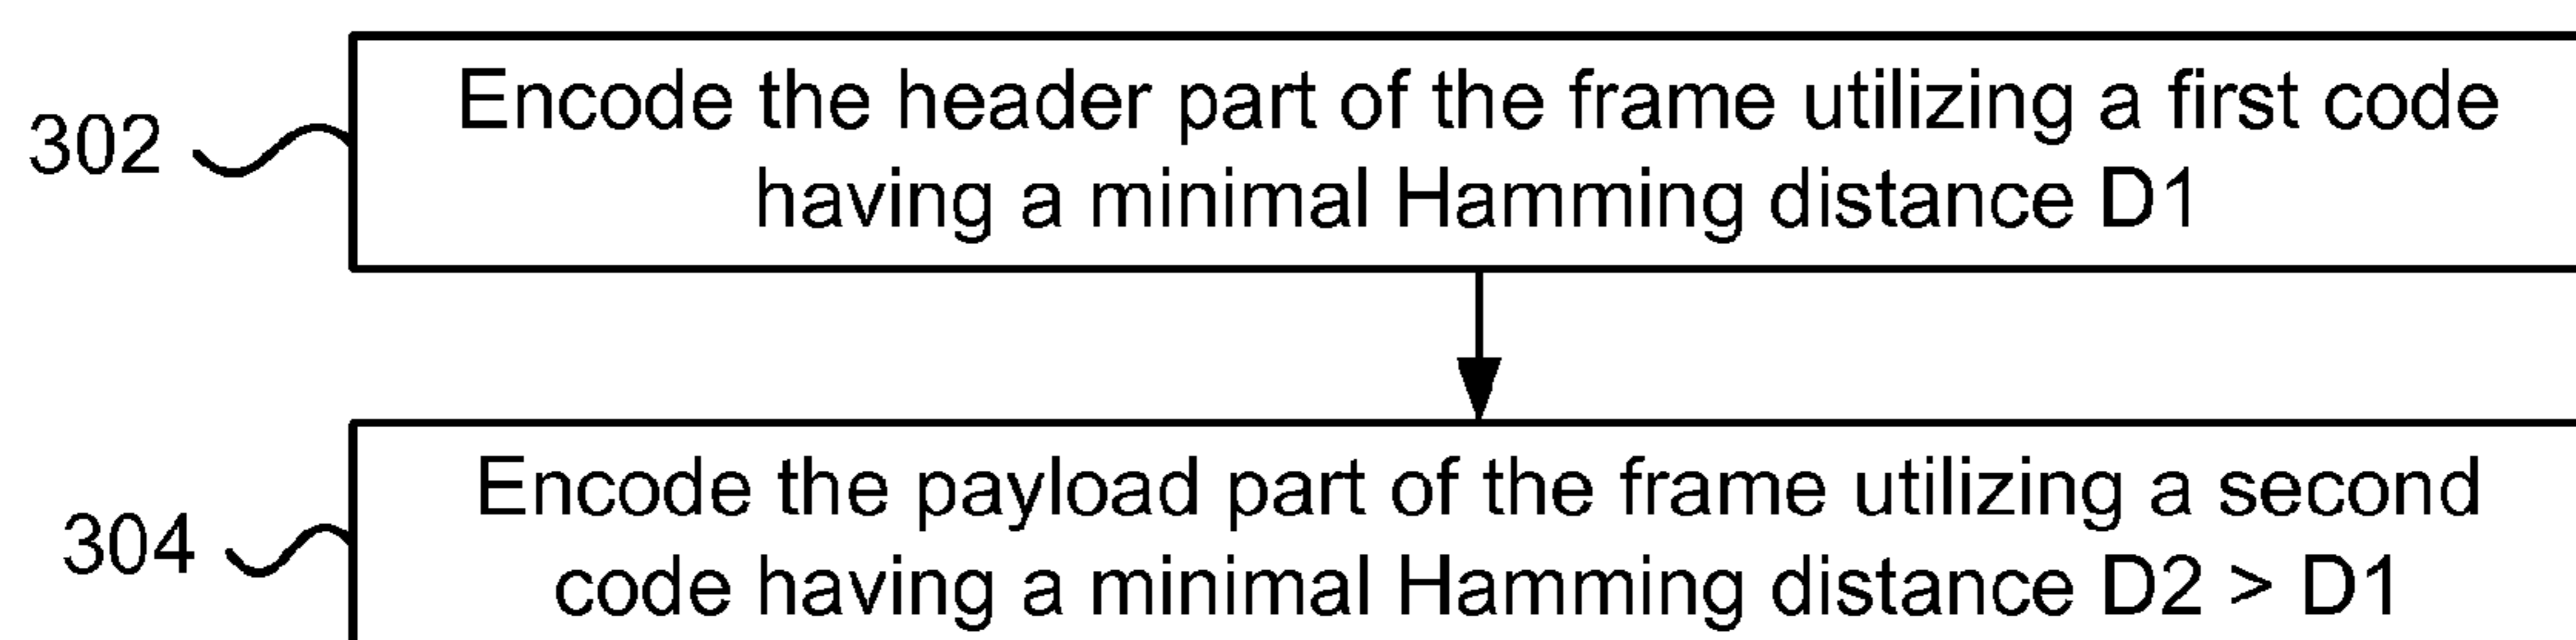 Encode the header part of the frame utilizing a first code
302
having a minimal Hamming distance D1
Encode the payload part of the frame utilizing a second
304
code having a minimal Hamming distance D2 > D1